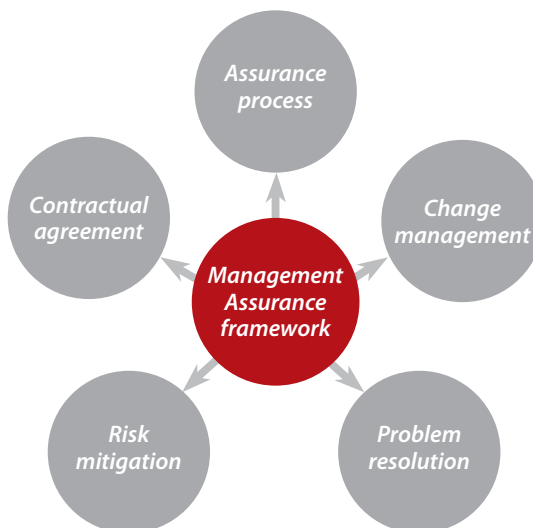 Assurance
process
Contractual
agreement
Change
management
Management
Assurance
framework
Risk
mitigation
Problem
resolution